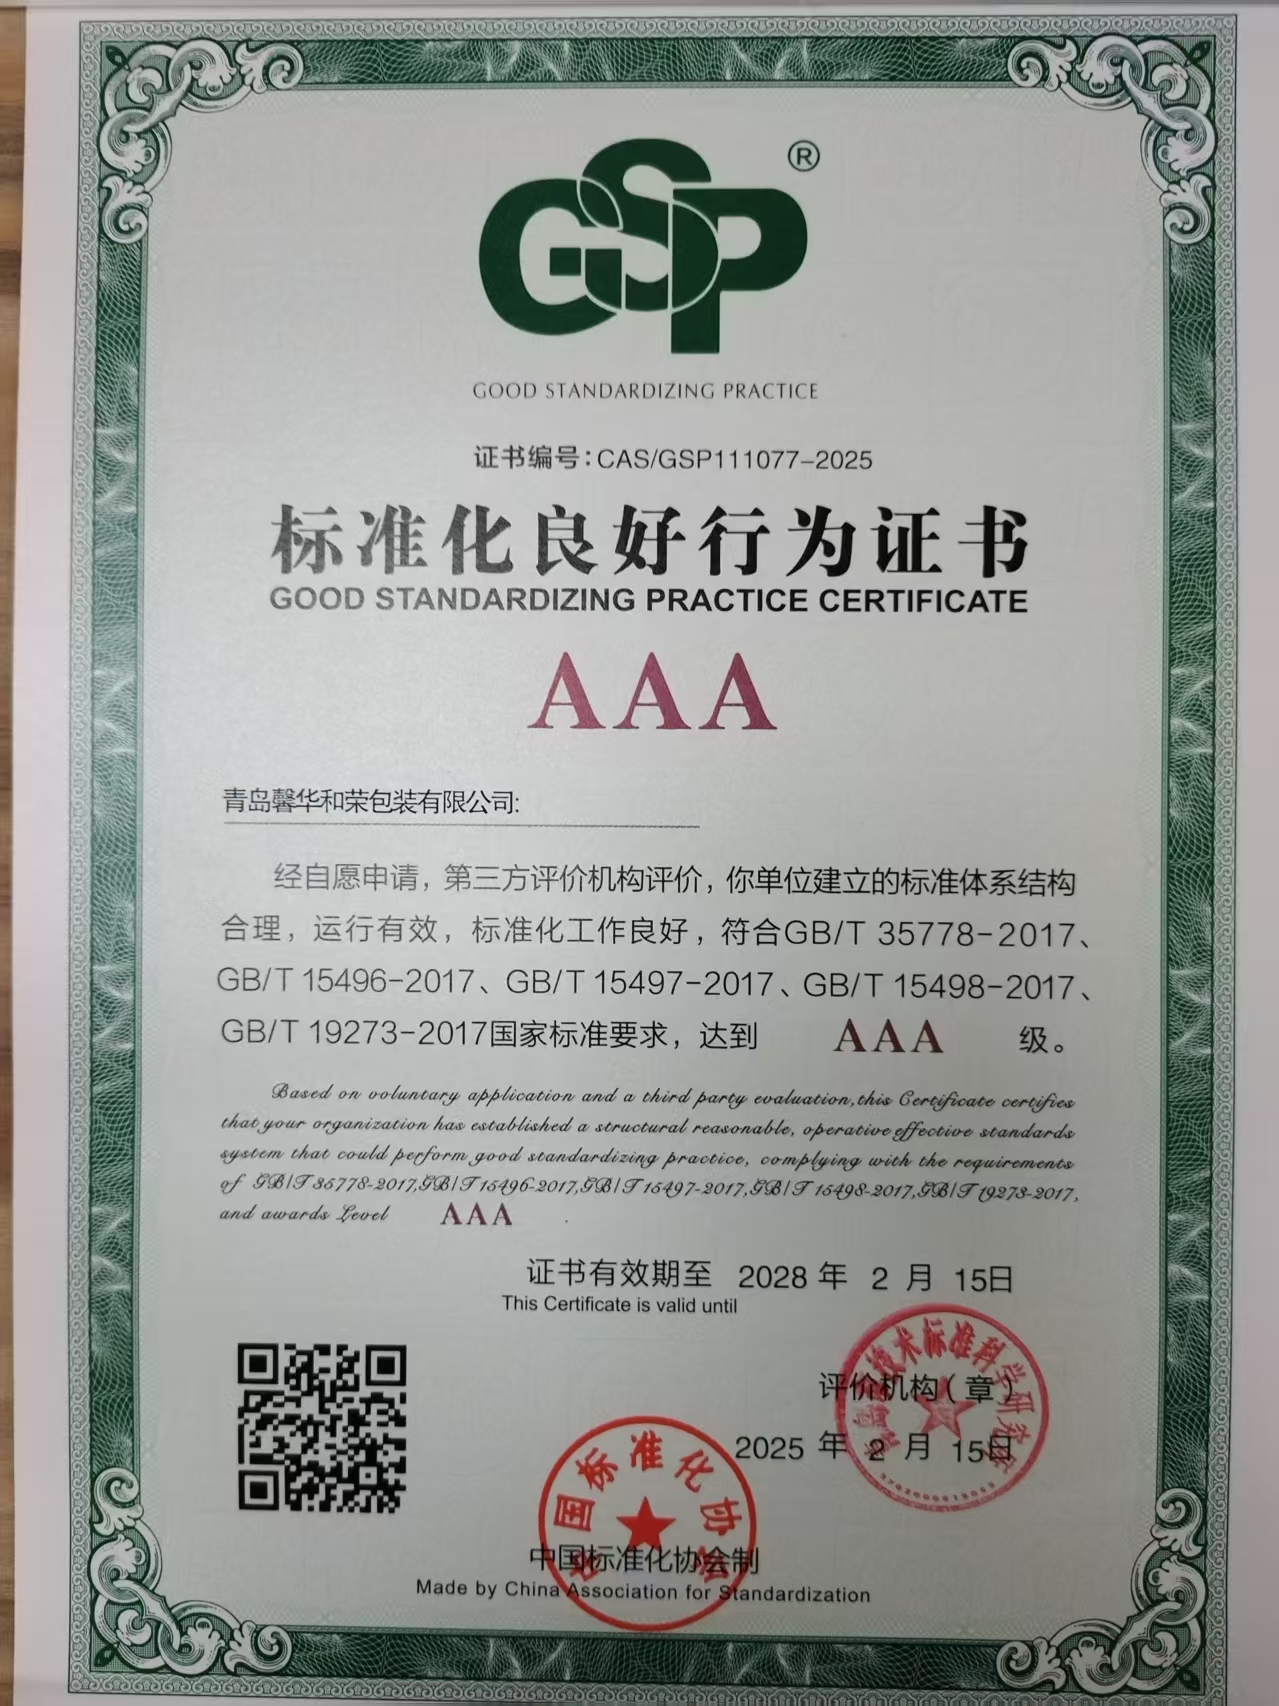 GSP®
GOOD STANDARDIZING PRACTICE
证书编号:CAS/GSP111077-2025
标准化良好行为证书
GOOD STANDARDIZING PRACTICE CERTIFICATE
AAA
青岛馨华和荣包装有限公司:
经自愿申请，第三方评价机构评价，你单位建立的标准体系结构
合理，运行有效，标准化工作良好，符合GB/T 35778-2017、
GB/T 15496-2017、GB/T 15497-2017、GB/T 15498-2017、
GB/T 19273-2017国家标准要求，达到 AAA 级。
Based on voluntary application and a third party evaluation,this Certificate certifies
that your organization has established a structural reasonable, operative effective standards
system that could perform good standardizing practice, complying with the requirements
of GB/T 35778-2017,GB/T 15496-2017,GB/T 15497-2017,GB/T 15498-2017,GB/T 19273-2017,
and awards Level AAA .
证书有效期至 2028 年 2 月 15日
This Certificate is valid until
评价机构(章)
技术标准科学研究
2025 年 2 月 15日
中国标准化协会
中国标准化协会制
Made by China Association for Standardization